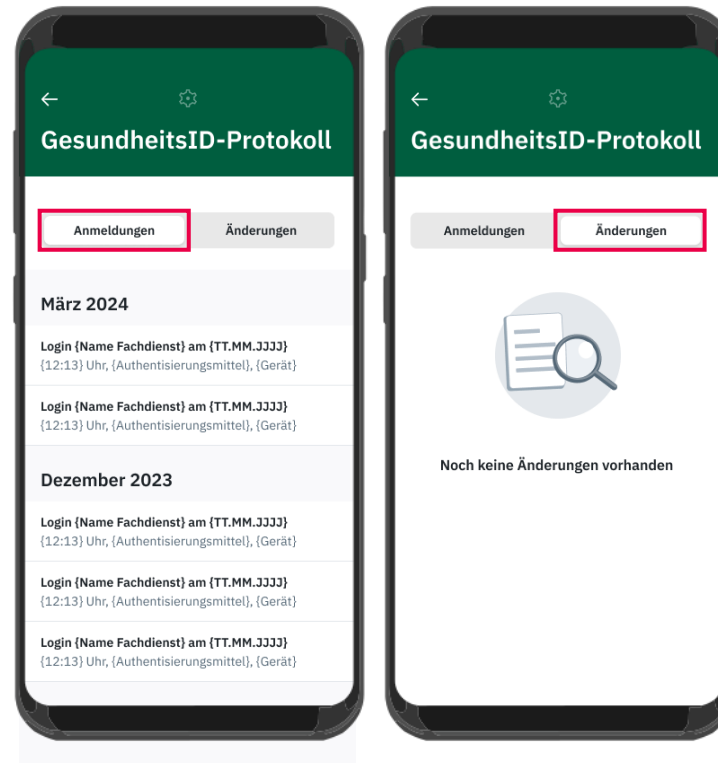 GesundheitsID-Protokoll
Anmeldungen Änderungen
März 2024
Login {Name Fachdienst} am {TT.MM.JJJJ}
{12:13} Uhr, {Authentisierungsmittel}, {Gerät}
Login {Name Fachdienst} am {TT.MM.JJJJ}
{12:13} Uhr, {Authentisierungsmittel}, {Gerät}
Dezember 2023
Login {Name Fachdienst} am {TT.MM.JJJJ}
{12:13} Uhr, {Authentisierungsmittel}, {Gerät}
Login {Name Fachdienst} am {TT.MM.JJJJ}
{12:13} Uhr, {Authentisierungsmittel}, {Gerät}
Login {Name Fachdienst} am {TT.MM.JJJJ}
{12:13} Uhr, {Authentisierungsmittel}, {Gerät}
GesundheitsID-Protokoll
Anmeldungen Änderungen
Noch keine Änderungen vorhanden